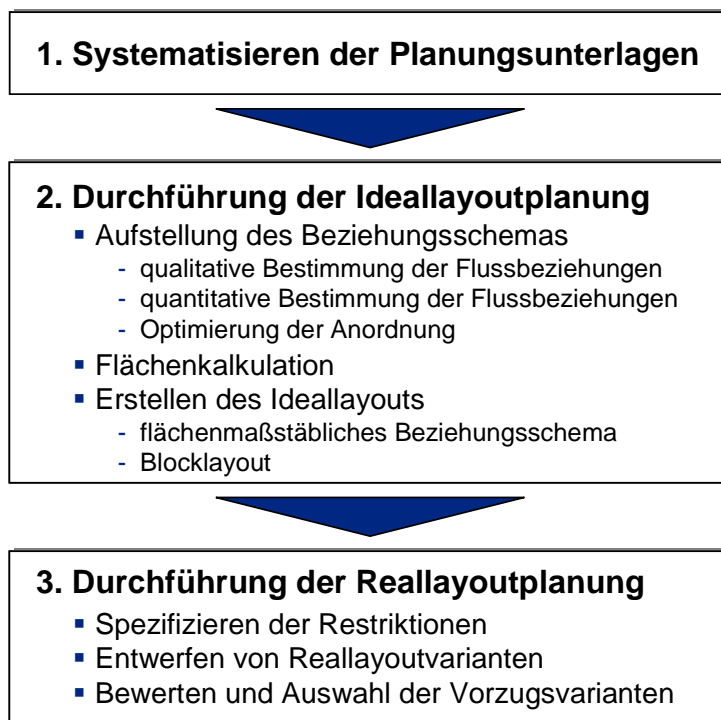 1. Systematisieren der Planungsunterlagen
2. Durchführung der Ideallayoutplanung
▪ Aufstellung des Beziehungsschemas
- qualitative Bestimmung der Flussbeziehungen
- quantitative Bestimmung der Flussbeziehungen
- Optimierung der Anordnung
▪ Flächenkalkulation
▪ Erstellen des Ideallayouts
- flächenmaßstäbliches Beziehungsschema
- Blocklayout
3. Durchführung der Reallayoutplanung
▪ Spezifizieren der Restriktionen
▪ Entwerfen von Reallayoutvarianten
▪ Bewerten und Auswahl der Vorzugsvarianten